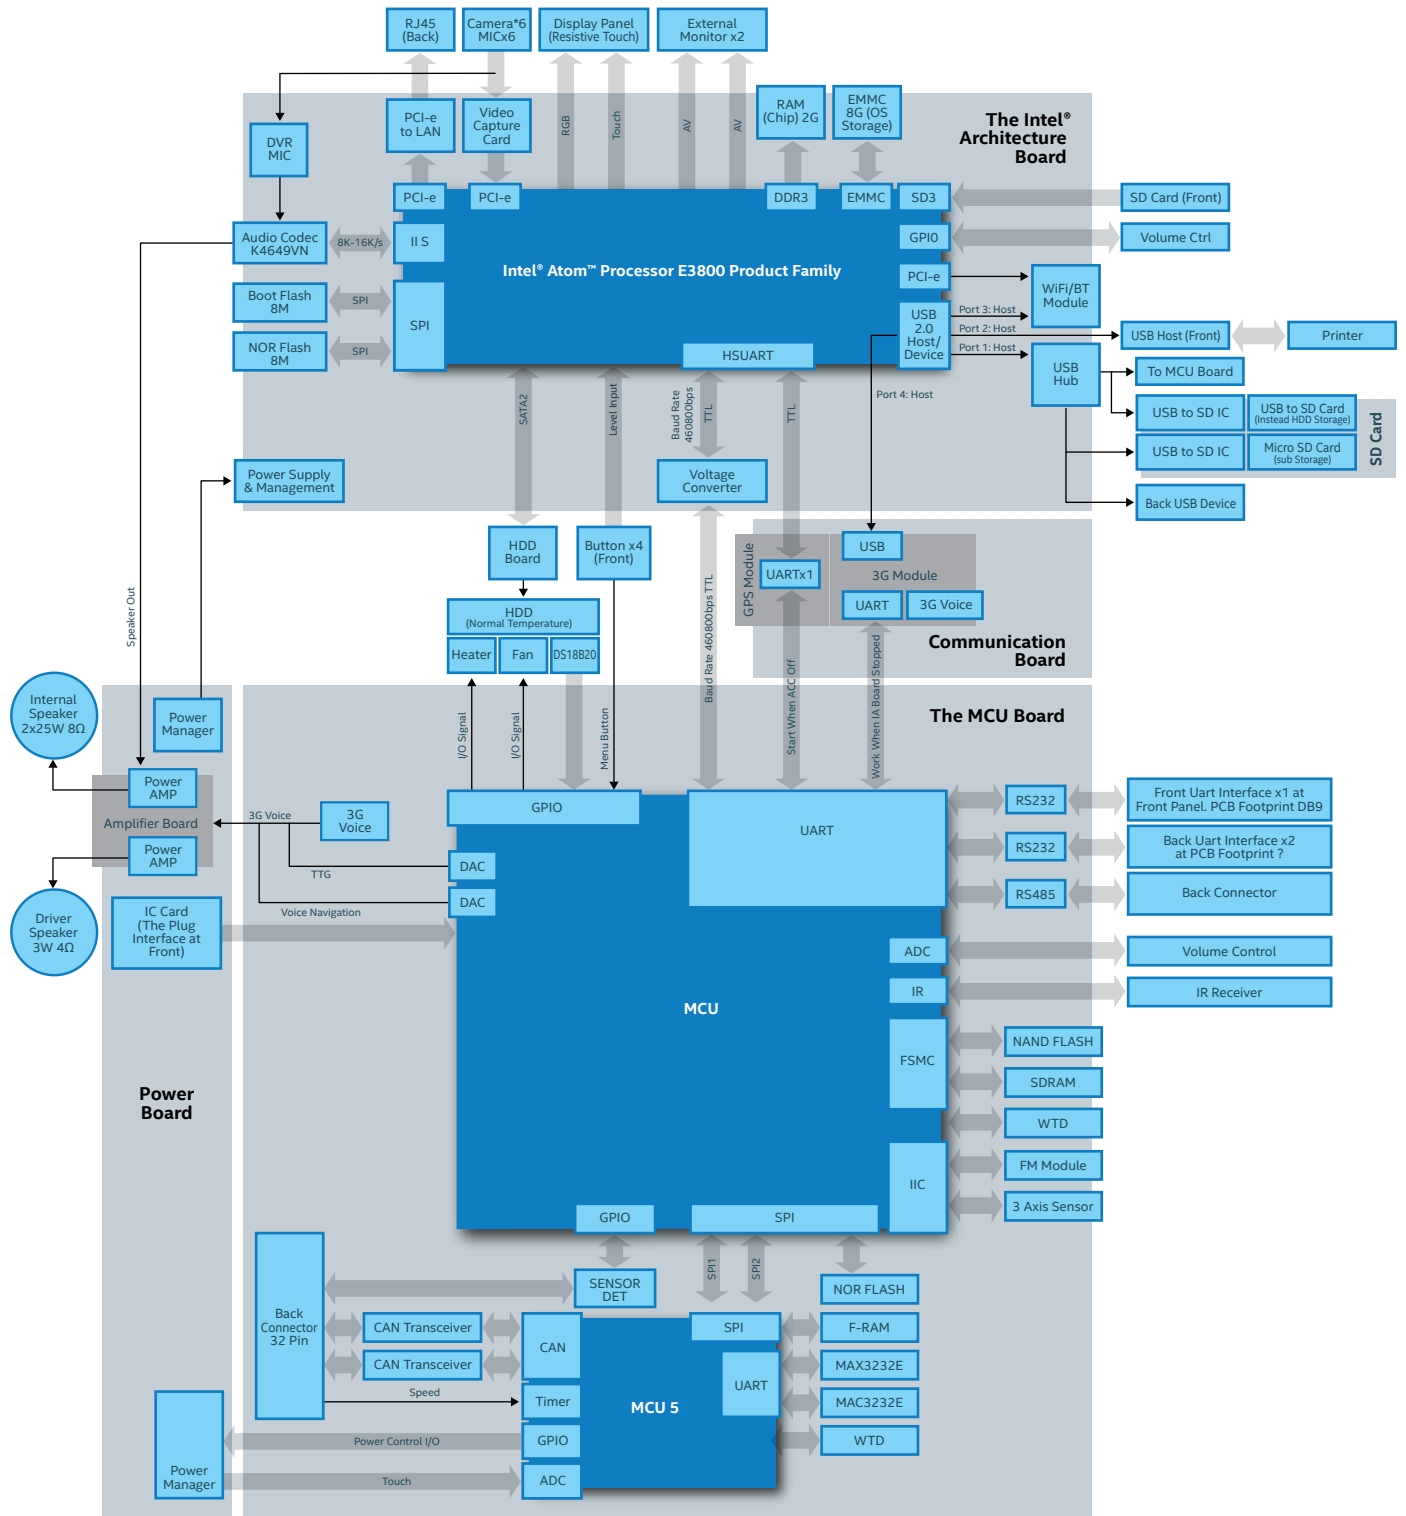 RJ45
(Back)
Camera*6
MICx6
Display Panel
(Resistive Touch)
External
Monitor x2
PCI-e
to LAN
Video
Capture
Card
RGB
Touch
AV
AV
RAM
(Chip) 2G
EMMC
8G (OS
Storage)
The Intel®
Architecture
Board
DVR
MIC
PCI-e
PCI-e
DDR3
EMMC
SD3
SD Card (Front)
Audio Codec
K4649VN
8K-16K/s
II S
GPI0
Volume Ctrl
Intel® Atom™ Processor E3800 Product Family
PCI-e
WiFi/BT
Module
Boot Flash
8M
SPI
SPI
USB
2.0
Host/
Device
Port 3: Host
Port 2: Host
Port 1: Host
USB Host (Front)
Printer
NOR Flash
8M
SPI
HSUART
USB
Hub
To MCU Board
Port 4: Host
SATA2
Level Input
Baud Rate
460800bps
TTL
TTL
USB to SD IC
USB to SD Card
(Instead HDD Storage)
USB to SD IC
Micro SD Card
(sub Storage)
SD Card
Power Supply
& Management
Voltage
Converter
Back USB Device
HDD
Board
Button x4
(Front)
GPS Module
USB
3G Module
UARTx1
UART
3G Voice
Communication
Board
Speaker Out
HDD
(Normal Temperature)
Heater
Fan
DS18B20
Baud Rate 460800bps TTL
Start When ACC Off
Work When IA Board Stopped
Internal
Speaker
2x25W 8Ω
Power
Manager
I/O Signal
I/O Signal
Menu Button
The MCU Board
Power
AMP
Amplifier Board
Power
AMP
3G Voice
3G
Voice
TTG
Voice Navigation
GPIO
UART
DAC
DAC
RS232
Front Uart Interface x1 at
Front Panel. PCB Footprint DB9
RS232
Back Uart Interface x2
at PCB Footprint ?
RS485
Back Connector
Driver
Speaker
3W 4Ω
IC Card
(The Plug
Interface at
Front)
ADC
Volume Control
IR
IR Receiver
MCU
FSMC
NAND FLASH
SDRAM
WTD
Power
Board
IIC
FM Module
3 Axis Sensor
GPIO
SPI
SPI1
SPI2
SENSOR
DET
NOR FLASH
Back
Connector
32 Pin
CAN Transceiver
CAN Transceiver
CAN
SPI
F-RAM
UART
MAX3232E
Speed
Timer
MCU 5
MAC3232E
Power Control I/O
GPIO
WTD
Power
Manager
Touch
ADC